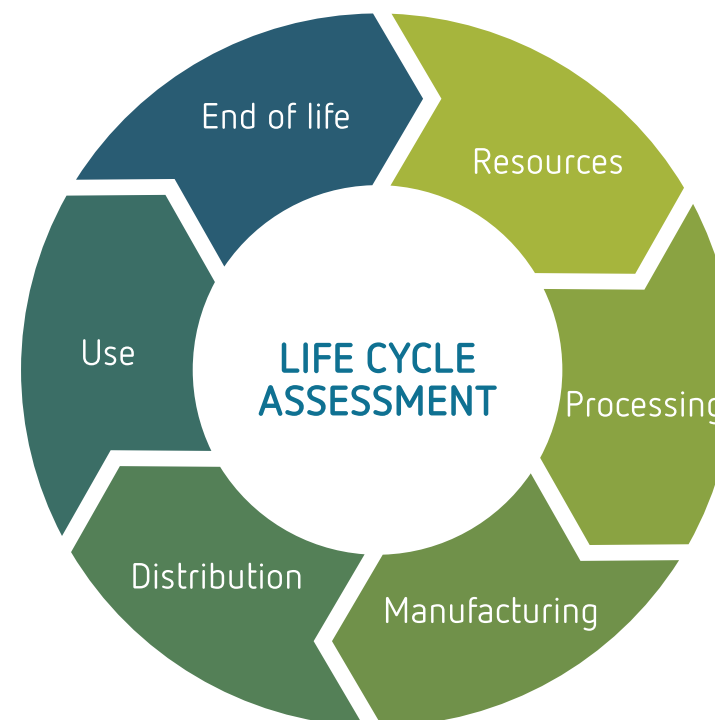 End of life
Resources
Use
LIFE CYCLE
ASSESSMENT
Processing
Distribution
Manufacturing